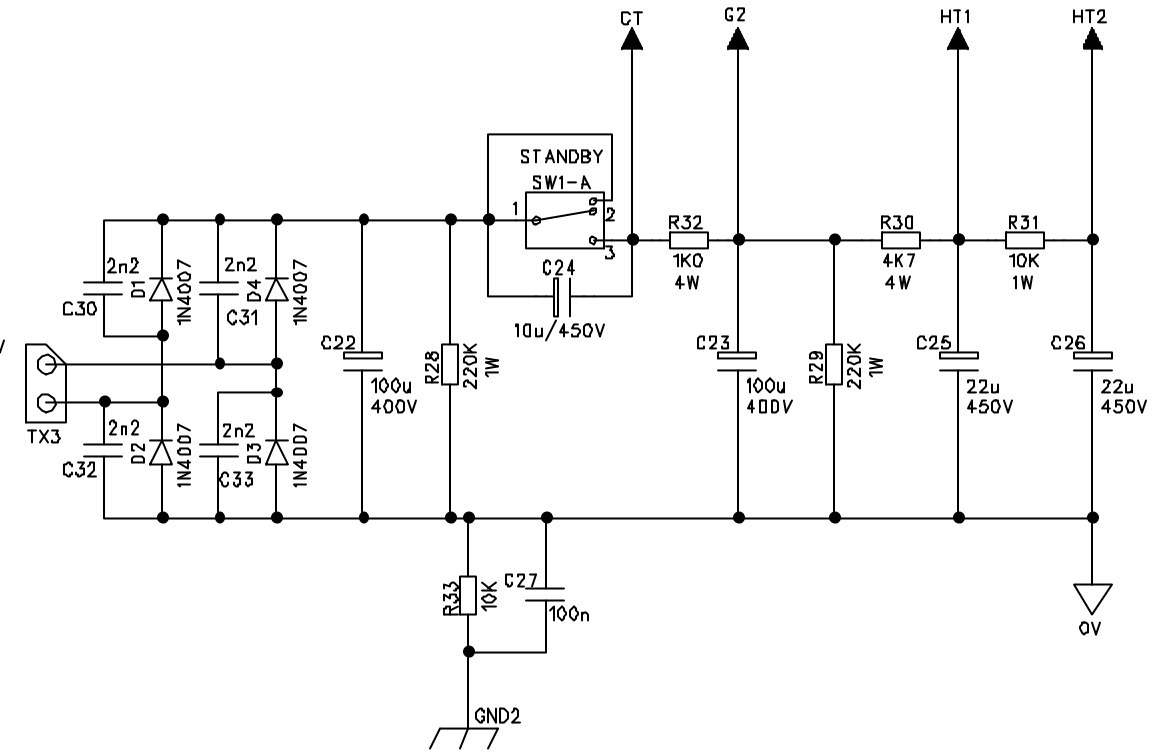 CT
G2
HT1
HT2
STANDBY
SW1-A
1
2
3
R32
1K0
4W
R30
4K7
4W
R31
10K
1W
C24
10u/450V
2n2
C30
D1
1N4007
2n2
C31
D4
1N4007
C22
100u
400V
R28
220K
1W
C23
100u
400V
R29
220K
1W
C25
22u
450V
C26
22u
450V
TX3
2n2
C32
D2
1N4007
2n2
C33
D3
1N4007
R33
10K
C27
100n
0V
GND2